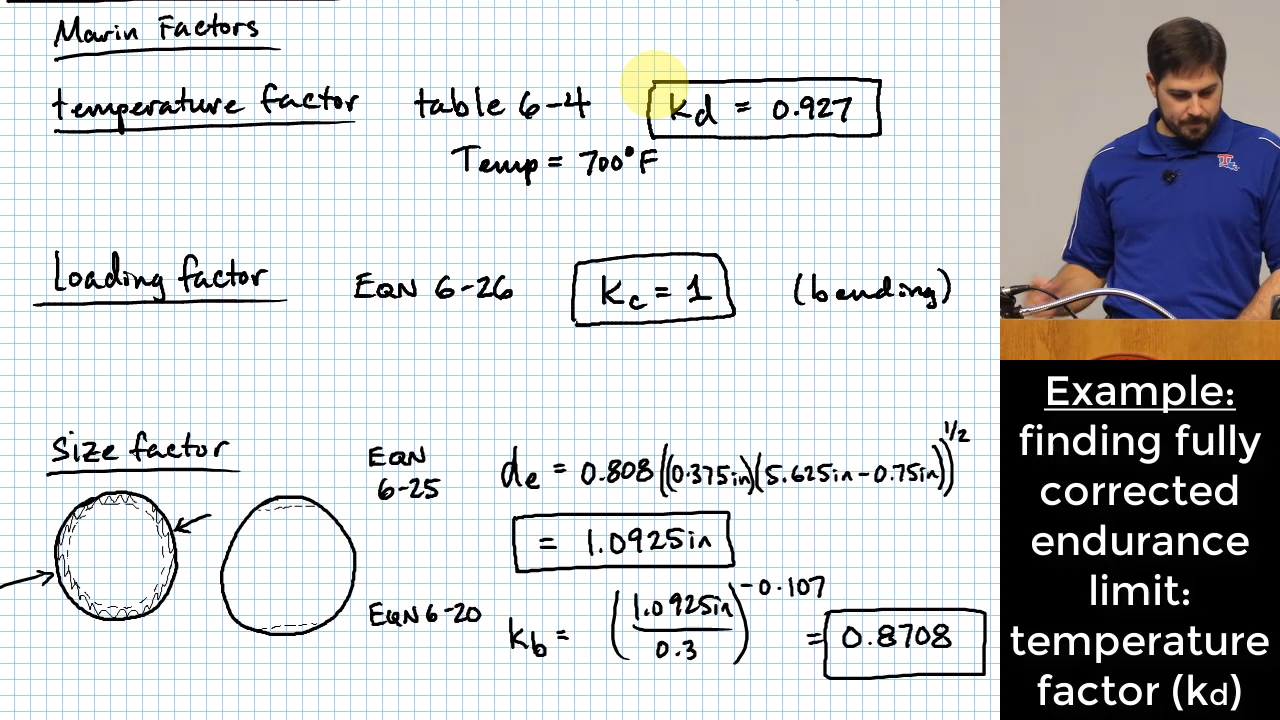 Marin Factors
temperature factor table 6-4 kd = 0.927
Temp = 700°F
Loading factor EQN 6-26 Kc = 1 (bending)
Size factor
EQN 6-25 de = 0.808((0.375in)(5.625in-0.75in))^1/2
= 1.0925in
EQN 6-20 kb = (1.0925in/0.3)^-0.107 = 0.8708
Example:
finding fully
corrected
endurance
limit:
temperature
factor (kd)